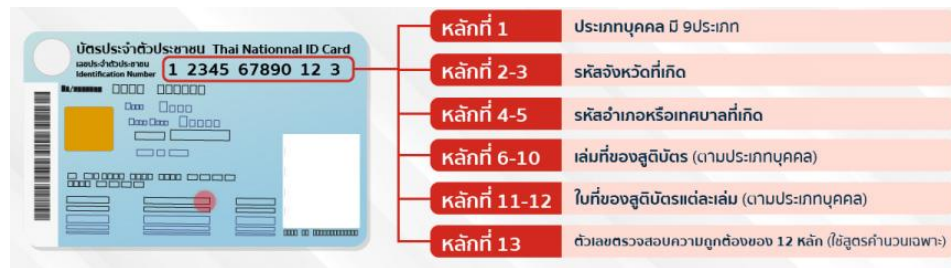 บัตรประจำตัวประชาชน Thai Nationnal ID Card
เลขประจำตัวประชาชน
Identification Number
1 2345 67890 12 3
หลักที่ 1
ประเภทบุคคล มี 9ประเภท
หลักที่ 2-3
รหัสจังหวัดที่เกิด
หลักที่ 4-5
รหัสอำเภอหรือเทศบาลที่เกิด
หลักที่ 6-10
เล่มที่ของสูติบัตร (ตามประเภทบุคคล)
หลักที่ 11-12
ใบที่ของสูติบัตรแต่ละเล่ม (ตามประเภทบุคคล)
หลักที่ 13
ตัวเลขตรวจสอบความถูกต้องของ 12 หลัก (ใช้สูตรคำนวนเฉพาะ)